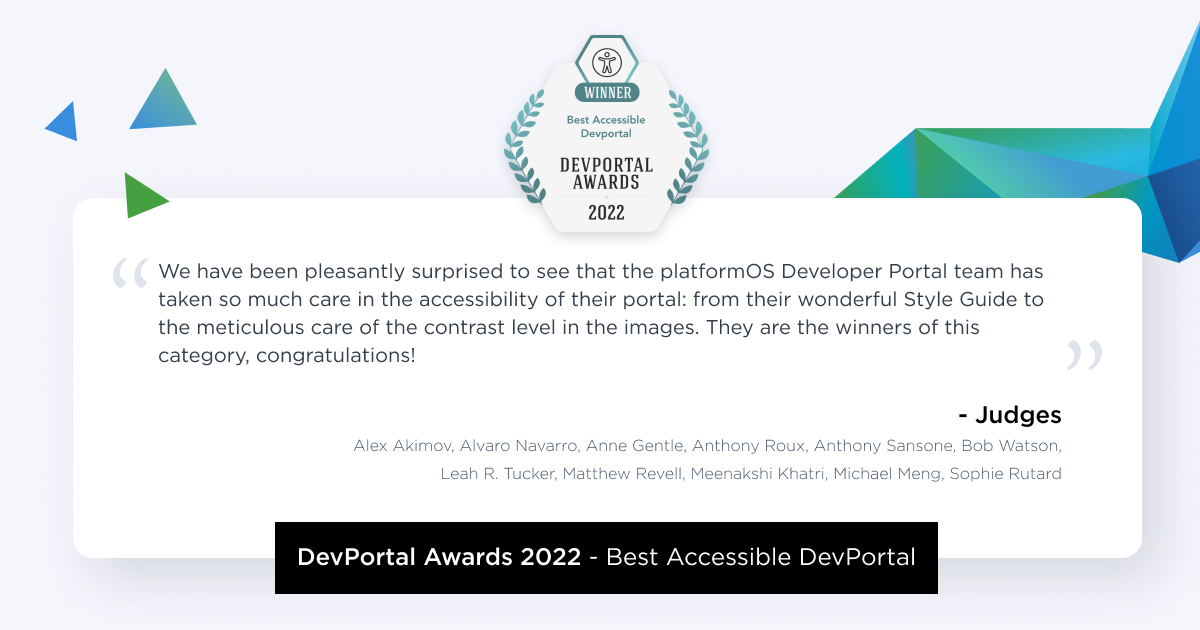 WINNER
Best Accessible
Devportal
DEVPORTAL
AWARDS
2022
“ We have been pleasantly surprised to see that the platformOS Developer Portal team has
taken so much care in the accessibility of their portal: from their wonderful Style Guide to
the meticulous care of the contrast level in the images. They are the winners of this
category, congratulations! ”
- Judges
Alex Akimov, Alvaro Navarro, Anne Gentle, Anthony Roux, Anthony Sansone, Bob Watson,
Leah R. Tucker, Matthew Revell, Meenakshi Khatri, Michael Meng, Sophie Rutard
DevPortal Awards 2022 - Best Accessible DevPortal